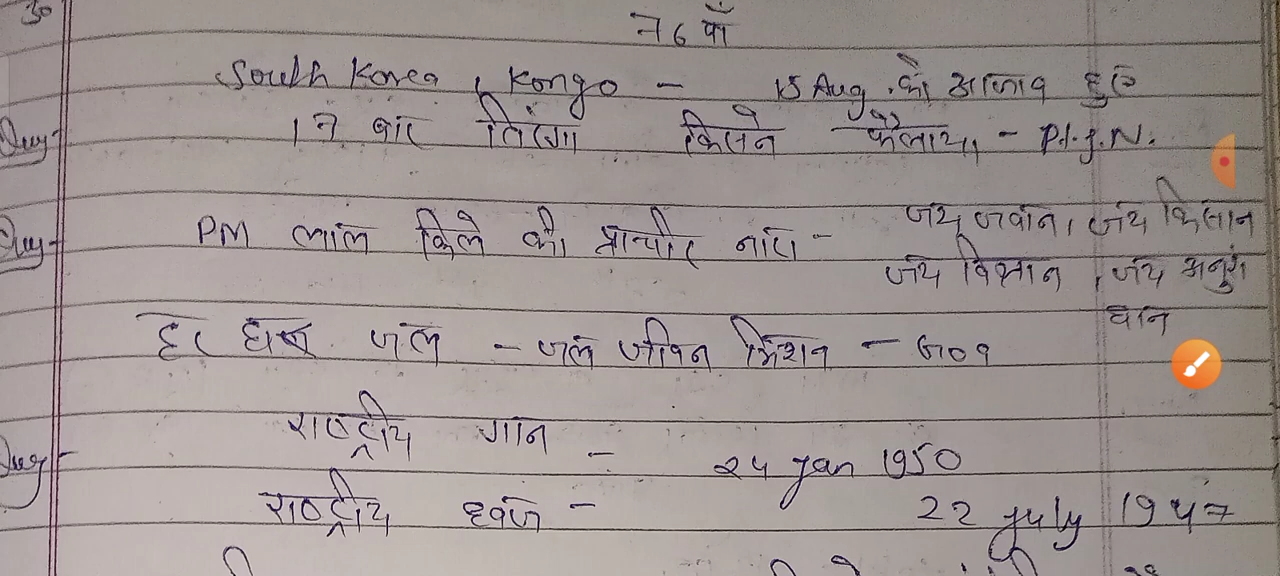 30
76 वाँ
South Korea, Kongo - 15 Aug. को आजाद हुए
17 बार तिरंगा किसने फैलाया - P.J.N.
PM लाल किले की प्राचीर नारा - जय जवान, जय किसान
जय विज्ञान, जय अनुसं
धान
हर घर जल - जल जीवन मिशन -
राष्ट्रीय गान - 24 Jan 1950
राष्ट्रीय ध्वज - 22 July 1947